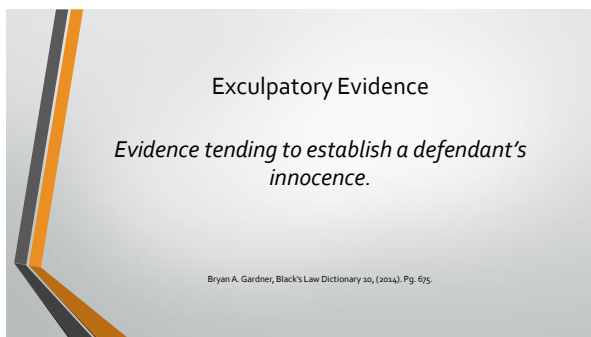 Exculpatory Evidence
Evidence tending to establish a defendant's
innocence.
Bryan A. Gardner, Black's Law Dictionary 10, (2014). Pg. 675.